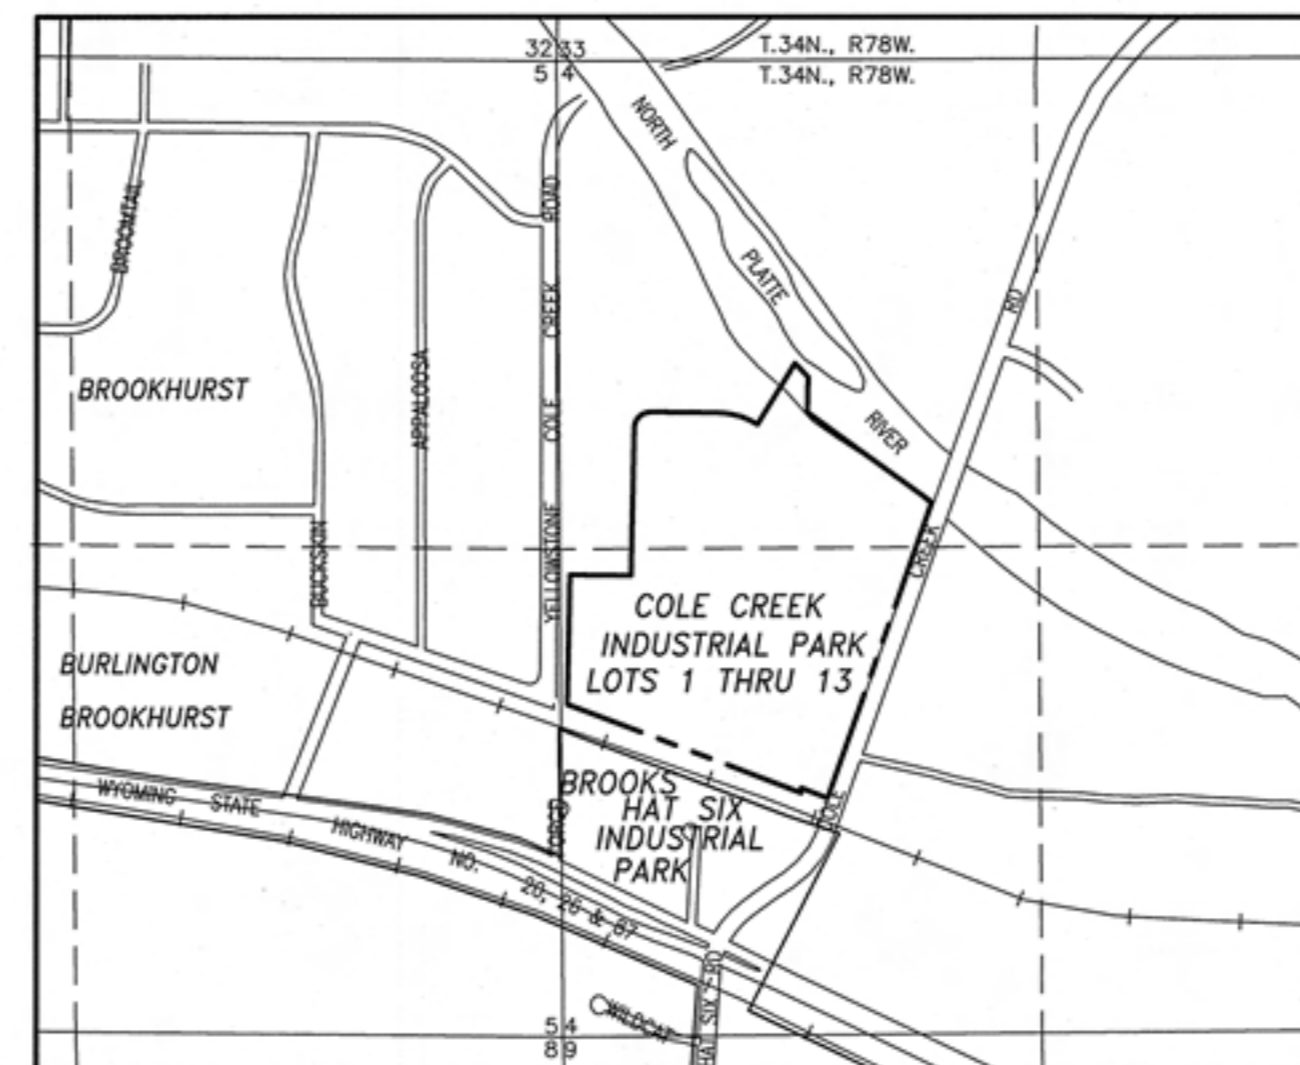 32 33
T.34N., R78W.
5 4
T.34N., R78W.
NORTH
PLATTE
RIVER
BROOMTAIL
ROAD
CREEK
COLE
YELLOWSTONE
APPALOOSA
BUCKSKIN
RD
CREEK
COLE
BROOKHURST
COLE CREEK
INDUSTRIAL PARK
LOTS 1 THRU 13
BURLINGTON
BROOKHURST
BROOKS
HAT SIX
INDUSTRIAL
PARK
WYOMING STATE HIGHWAY NO. 20, 26 & 87
HAT SIX RD
WILDCAT
5 4
8 9